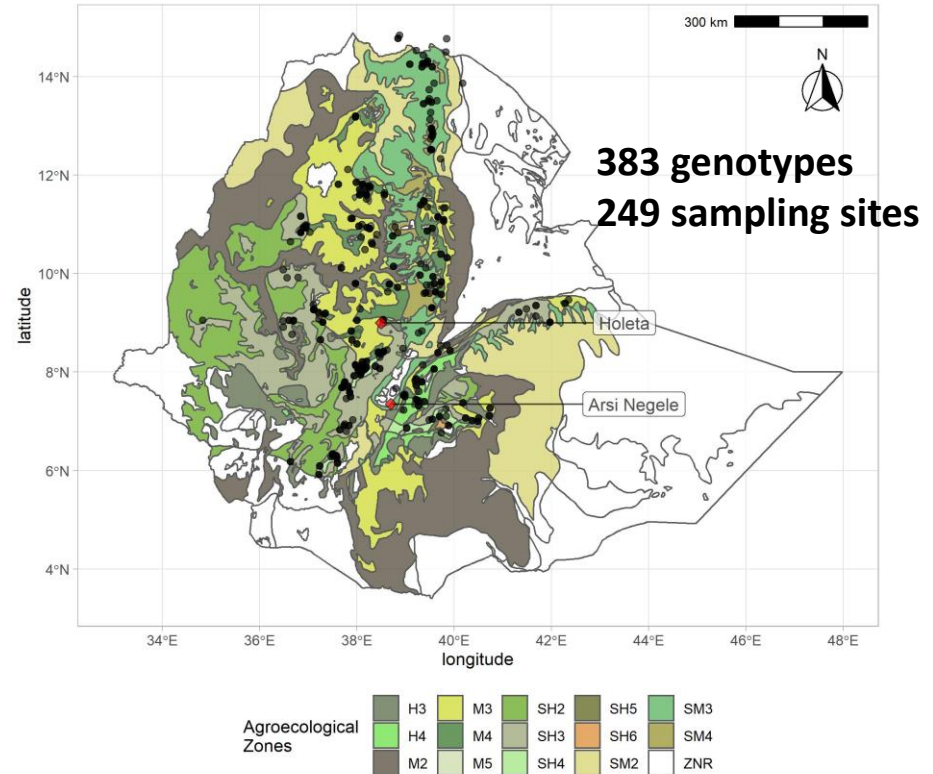 300 km
N
14°N
383 genotypes
12°N
249 sampling sites
10°N
Holeta
8°N
Arsi Negele
6°N
4°N
latitude
34°E 36°E 38°E 40°E 42°E 44°E 46°E 48°E
longitude
Agroecological
Zones
H3 M3 SH2 SH5 SM3
H4 M4 SH3 SH6 SM4
M2 M5 SH4 SM2 ZNR